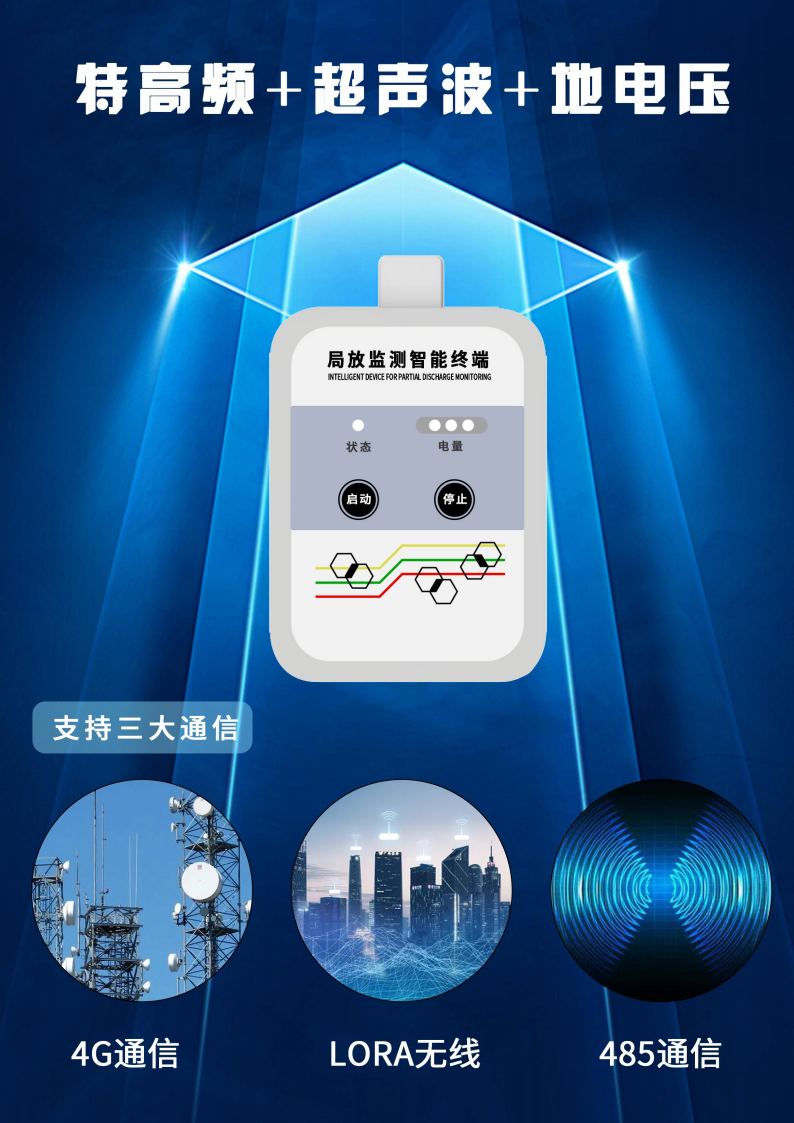 特高频+超声波+地电压
局放监测智能终端
INTELLIGENT DEVICE FOR PARTIAL DISCHARGE MONITORING
状态 电量
启动 停止
支持三大通信
4G通信 LORA无线 485通信